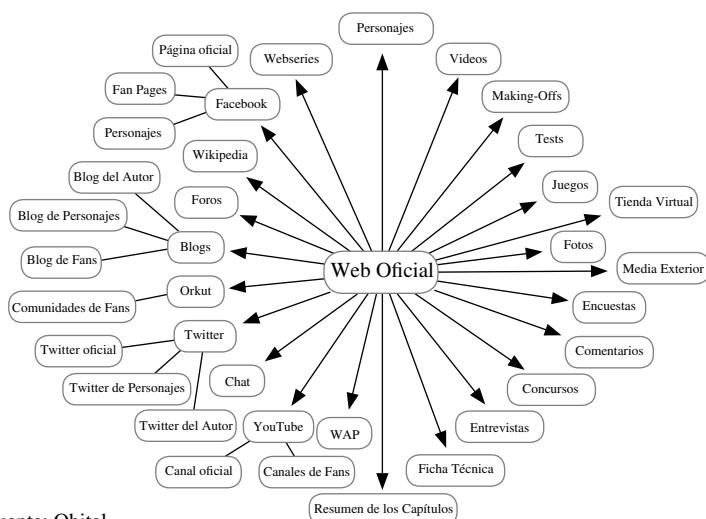 Personajes
Webseries
Videos
Página oficial
Fan Pages
Facebook
Personajes
Making-Offs
Tests
Wikipedia
Juegos
Blog del Autor
Foros
Tienda Virtual
Blog de Personajes
Blogs
Fotos
Blog de Fans
Web Oficial
Media Exterior
Orkut
Encuestas
Comunidades de Fans
Twitter
Comentarios
Twitter oficial
Chat
Concursos
Twitter de Personajes
Twitter del Autor
YouTube
WAP
Entrevistas
Canal oficial
Canales de Fans
Ficha Técnica
Resumen de los Capítulos
Obitel